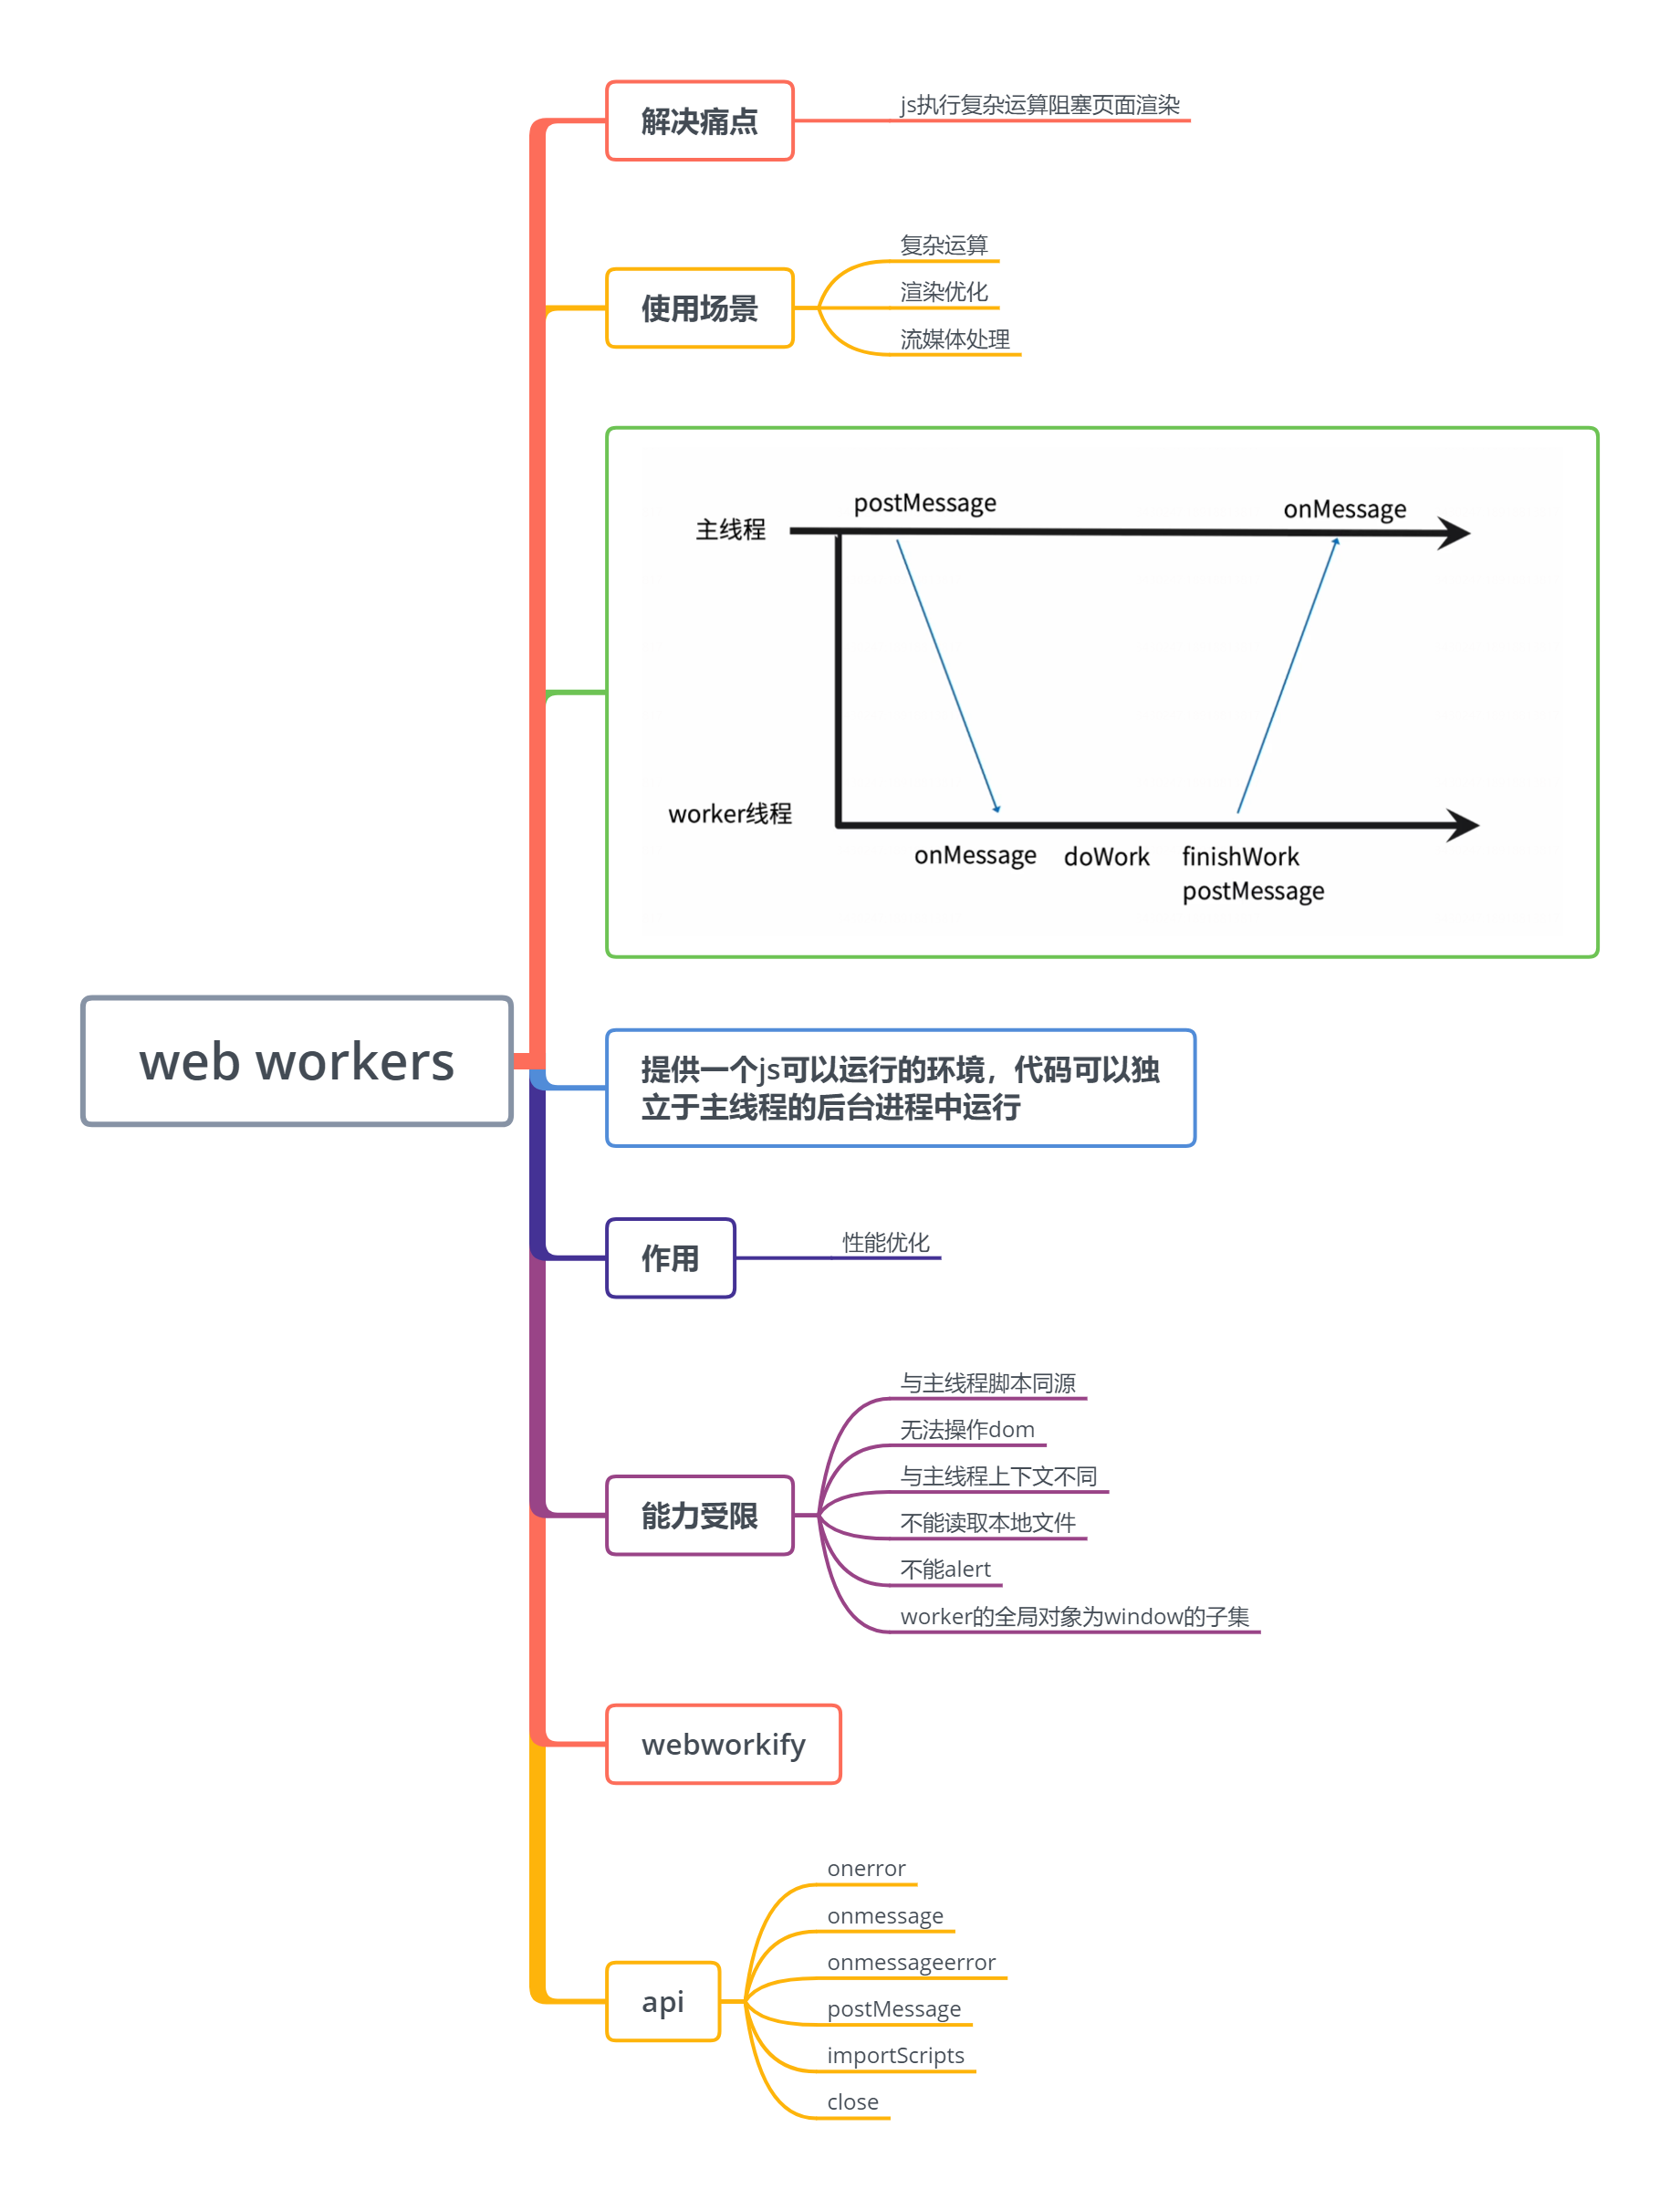 解决痛点
js执行复杂运算阻塞页面渲染
使用场景
复杂运算
渲染优化
流媒体处理
postMessage
onMessage
主线程
worker线程
onMessage
doWork
finishWork
postMessage
web workers
提供一个js可以运行的环境，代码可以独
立于主线程的后台进程中运行
作用
性能优化
能力受限
与主线程脚本同源
无法操作dom
与主线程上下文不同
不能读取本地文件
不能alert
worker的全局对象为window的子集
webworkify
api
onerror
onmessage
onmessageerror
postMessage
importScripts
close